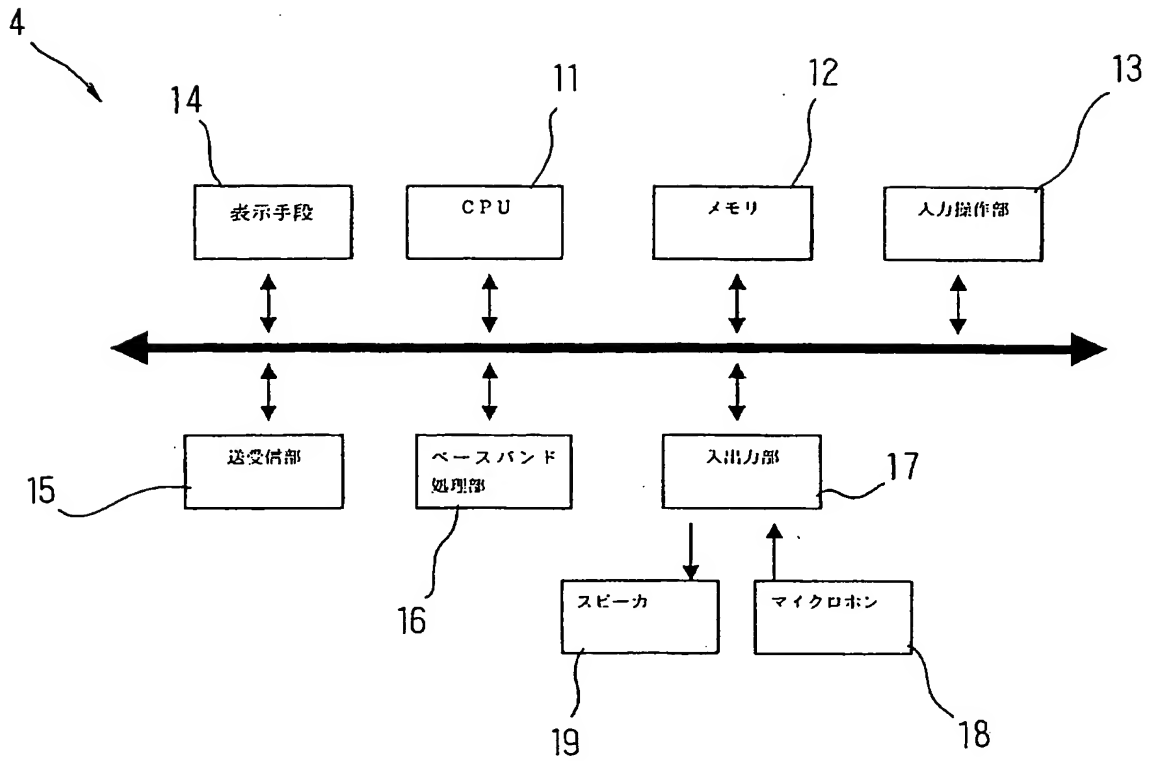 4
14
11
12
13
表示手段
CPU
メモリ
入力操作部
送受信部
ベースバンド
処理部
入出力部
15
17
16
スピーカ
マイクロホン
19
18